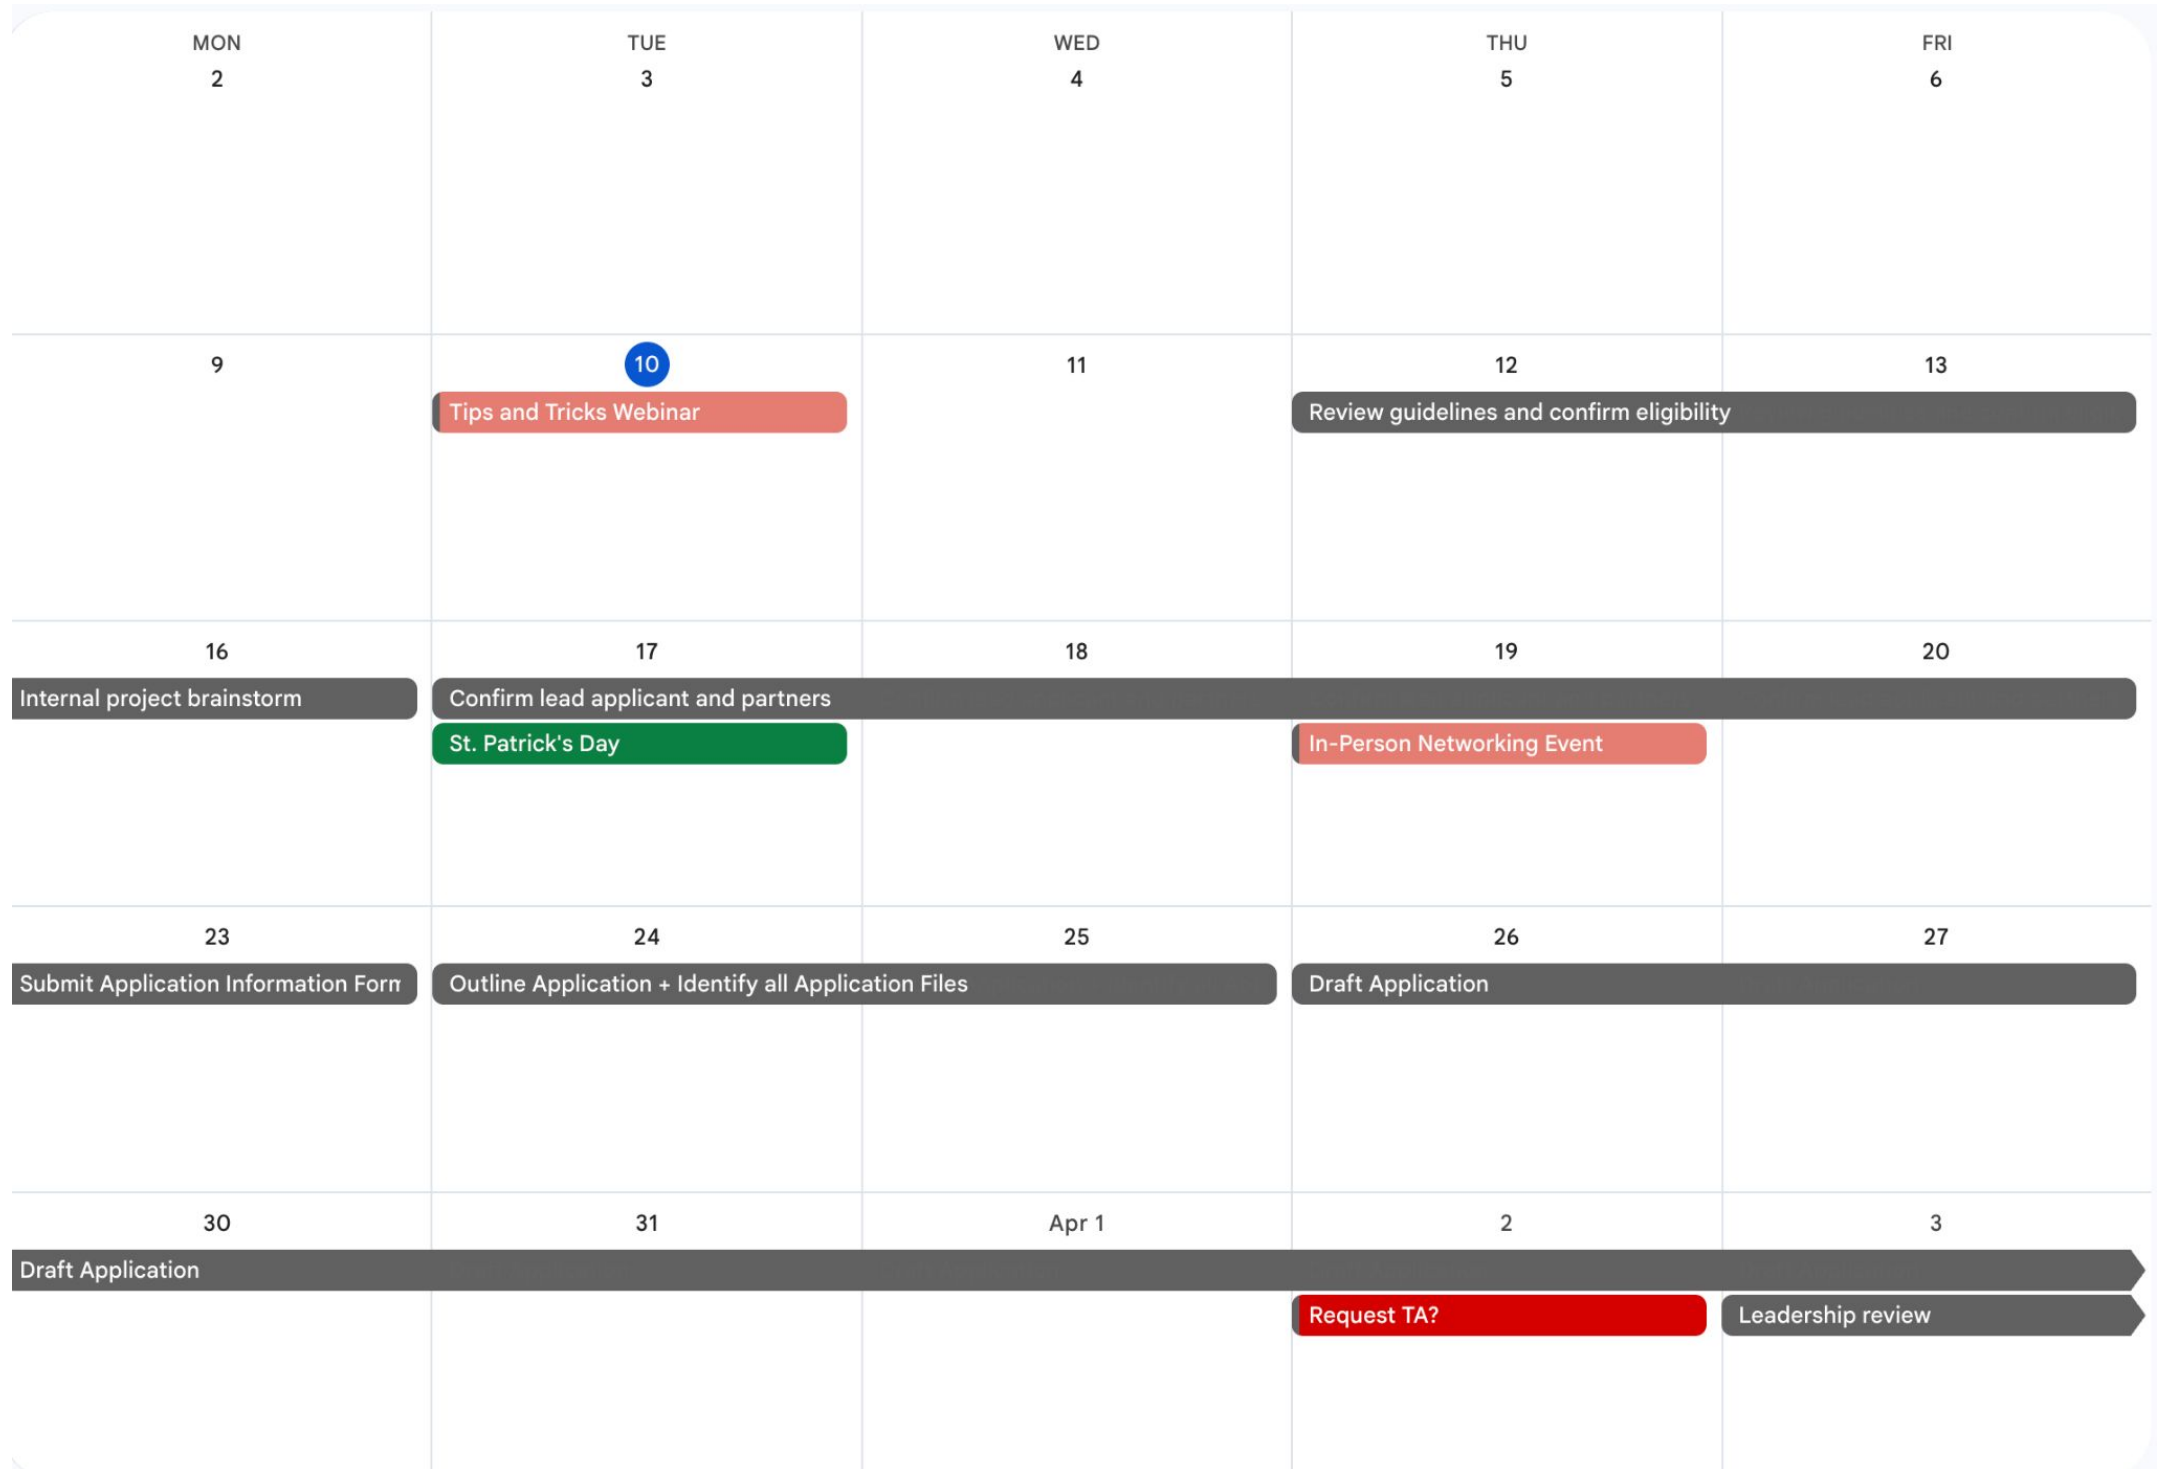 MON TUE WED THU FRI
2 3 4 5 6
9 10 11 12 13
Tips and Tricks Webinar Review guidelines and confirm eligibility
16 17 18 19 20
Internal project brainstorm Confirm lead applicant and partners
St. Patrick's Day In-Person Networking Event
23 24 25 26 27
Submit Application Information Form Outline Application + Identify all Application Files Draft Application
30 31 Apr 1 2 3
Draft Application
Request TA? Leadership review